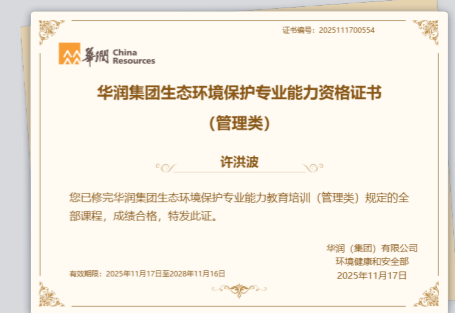 证书编号：2025111700554
華潤 China
Resources
华润集团生态环境保护专业能力资格证书
（管理类）
许洪波
您已修完华润集团生态环境保护专业能力教育培训（管理类）规定的全
部课程，成绩合格，特发此证。
华润（集团）有限公司
环境健康和安全部
有效期限：2025年11月17日至2028年11月16日
2025年11月17日